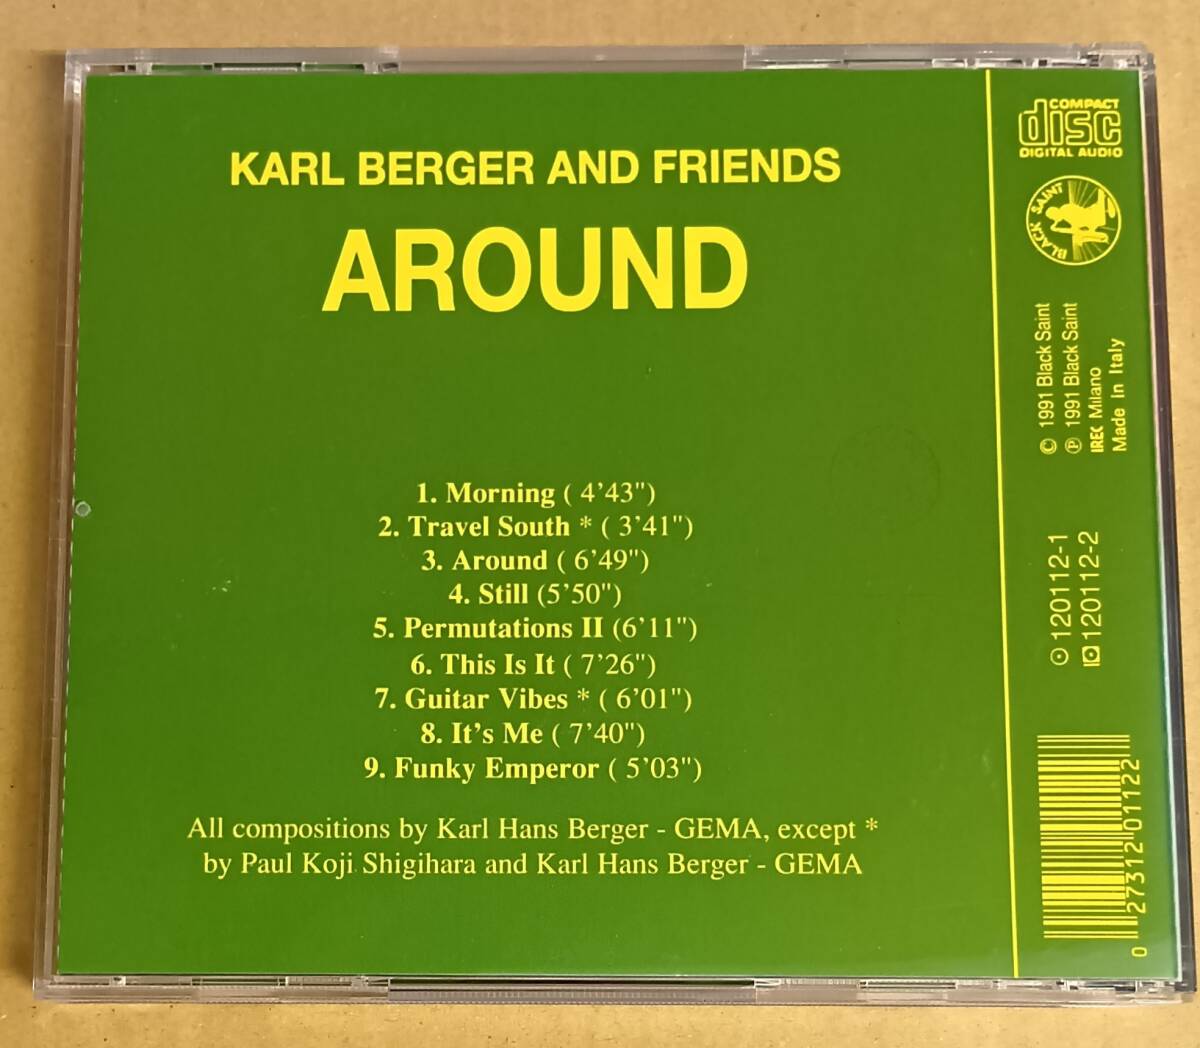 KARL BERGER AND FRIENDS
AROUND
1. Morning ( 4'43")
2. Travel South * ( 3'41")
3. Around ( 6'49")
4. Still (5'50")
5. Permutations II (6'11")
6. This Is It ( 7'26")
7. Guitar Vibes * ( 6'01")
8. It's Me ( 7'40")
9. Funky Emperor ( 5'03")
All compositions by Karl Hans Berger - GEMA, except *
by Paul Koji Shigihara and Karl Hans Berger - GEMA
COMPACT
disc
DIGITAL AUDIO
BLACK SAINT
© 1991 Black Saint
℗ 1991 Black Saint
IREC Milano
Made in Italy
120112-1
120112-2
0 27312 01122